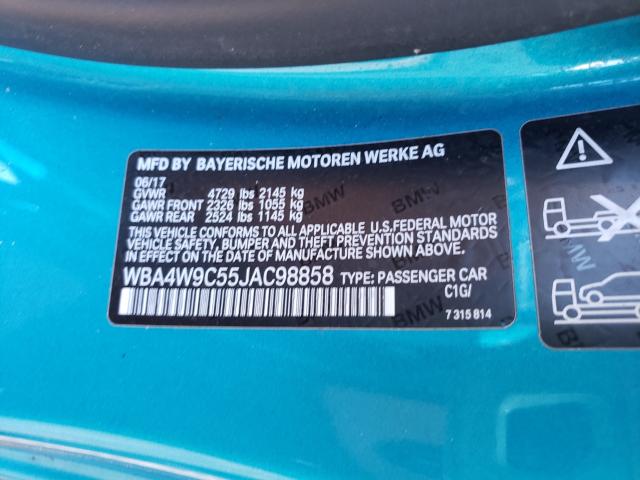 MFD BY BAYERISCHE MOTOREN WERKE AG
06/17
GVWR 4729 lbs 2145 kg
GAWR FRONT 2326 lbs 1055 kg
GAWR REAR 2524 lbs 1145 kg
THIS VEHICLE CONFORMS TO ALL APPLICABLE U.S.FEDERAL MOTOR
VEHICLE SAFETY, BUMPER AND THEFT PREVENTION STANDARDS
IN EFFECT ON THE DATE OF MANUFACTURE SHOWN ABOVE.
WBA4W9C55JAC98858 TYPE: PASSENGER CAR
C1G/
7 315 814
BMW
BMW
BMW